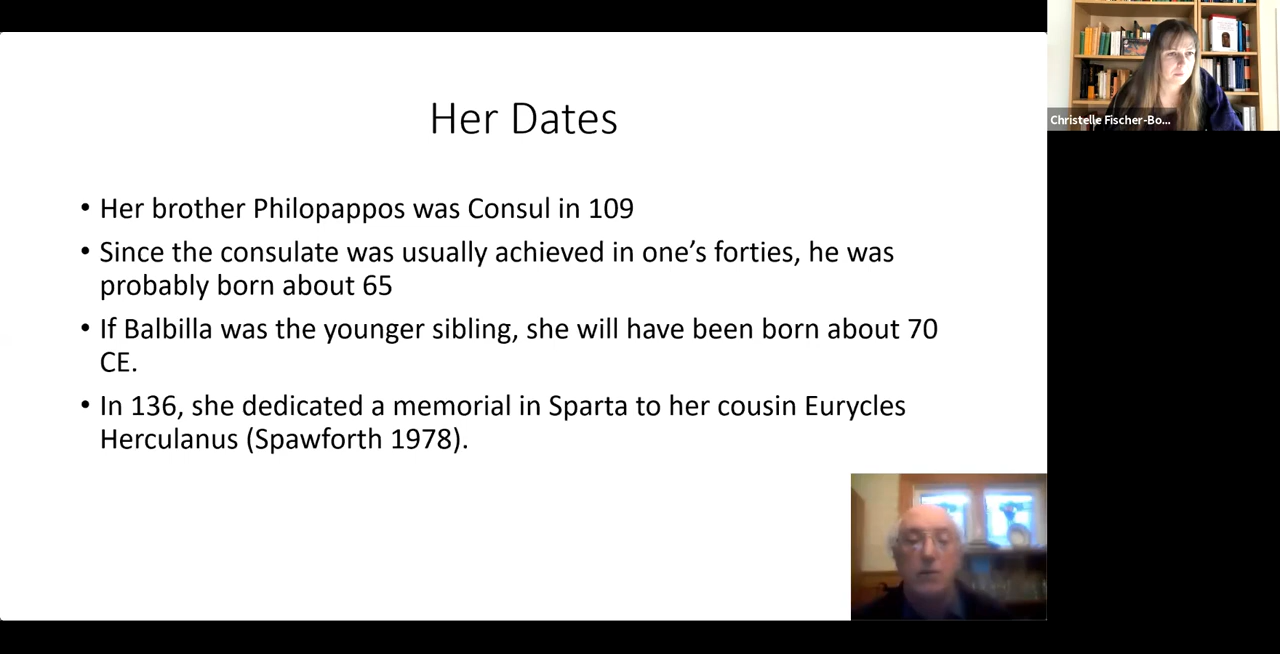 Her Dates
• Her brother Philopappos was Consul in 109
• Since the consulate was usually achieved in one’s forties, he was
probably born about 65
• If Balbilla was the younger sibling, she will have been born about 70
CE.
• In 136, she dedicated a memorial in Sparta to her cousin Eurycles
Herculanus (Spawforth 1978).
Christelle Fischer-Bo...